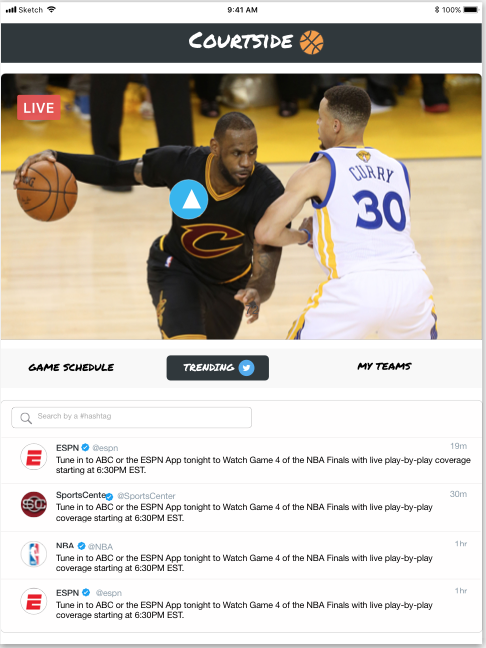 Sketch 9:41 AM 100%
COURTSIDE
LIVE
CURRY
30
GAME SCHEDULE TRENDING MY TEAMS
Search by a #hashtag
ESPN @espn 19m
Tune in to ABC or the ESPN App tonight to Watch Game 4 of the NBA Finals with live play-by-play coverage
starting at 6:30PM EST.
SportsCente @SportsCenter 30m
Tune in to ABC or the ESPN App tonight to Watch Game 4 of the NBA Finals with live play-by-play
coverage starting at 6:30PM EST.
NBA @NBA 1hr
Tune in to ABC or the ESPN App tonight to Watch Game 4 of the NBA Finals with live play-by-play
coverage starting at 6:30PM EST.
ESPN @espn 1hr
Tune in to ABC or the ESPN App tonight to Watch Game 4 of the NBA Finals with live play-by-play
coverage starting at 6:30PM EST.